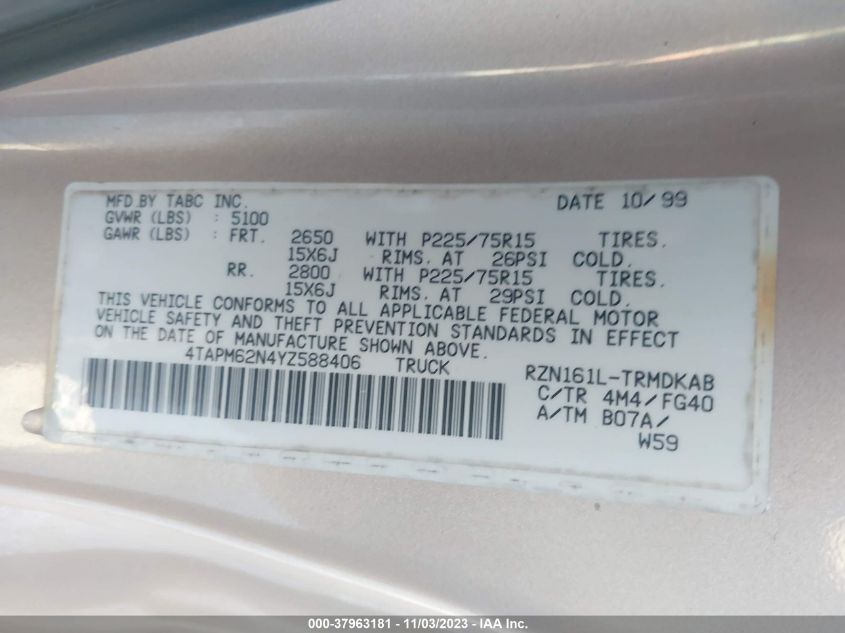 MFD.BY TABC INC. DATE 10/99
GVWR (LBS) : 5100
GAWR (LBS) : FRT. 2650 WITH P225/75R15 TIRES.
15X6J RIMS. AT 26PSI COLD.
RR. 2800 WITH P225/75R15 TIRES.
15X6J RIMS. AT 29PSI COLD.
THIS VEHICLE CONFORMS TO ALL APPLICABLE FEDERAL MOTOR
VEHICLE SAFETY AND THEFT PREVENTION STANDARDS IN EFFECT
ON THE DATE OF MANUFACTURE SHOWN ABOVE.
4TAPM62N4YZ588406 TRUCK RZN161L-TRMDKAB
C/TR 4M4/FG40
A/TM B07A/
W59
000-37963181 - 11/03/2023 - IAA Inc.